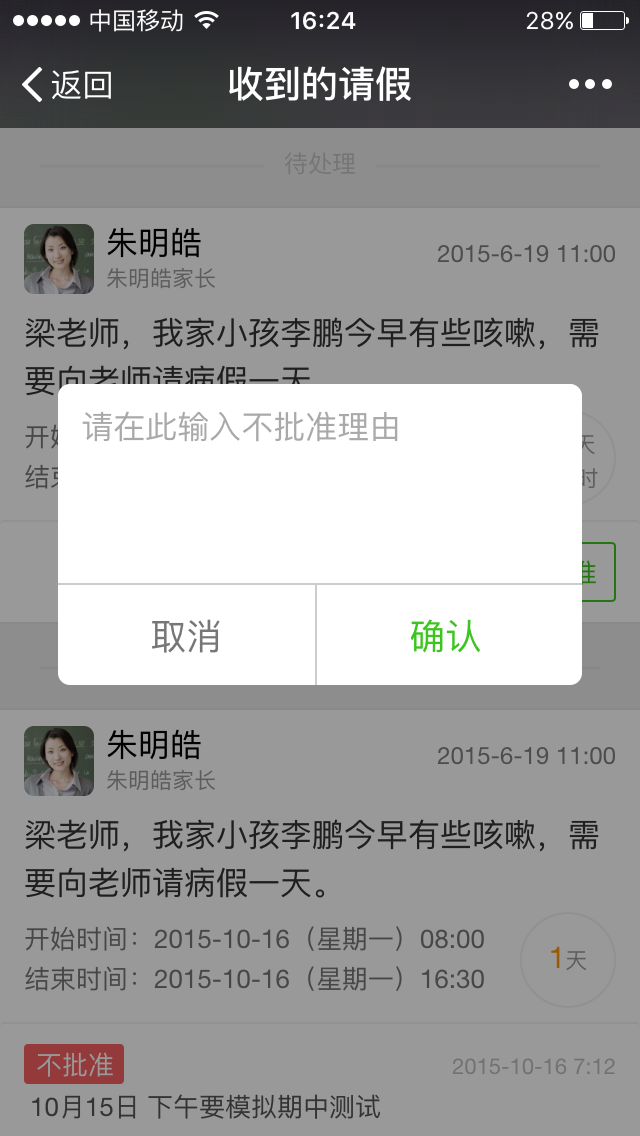 中国移动 16:24 28%
返回 收到的请假
待处理
朱明皓
2015-6-19 11:00
朱明皓家长
梁老师，我家小孩李鹏今早有些咳嗽，需
要向老师请病假一天
请在此输入不批准理由
开
天
结
时
准
取消 确认
朱明皓
2015-6-19 11:00
朱明皓家长
梁老师，我家小孩李鹏今早有些咳嗽，需
要向老师请病假一天。
开始时间：2015-10-16（星期一）08:00
1天
结束时间：2015-10-16（星期一）16:30
不批准 2015-10-16 7:12
10月15日 下午要模拟期中测试